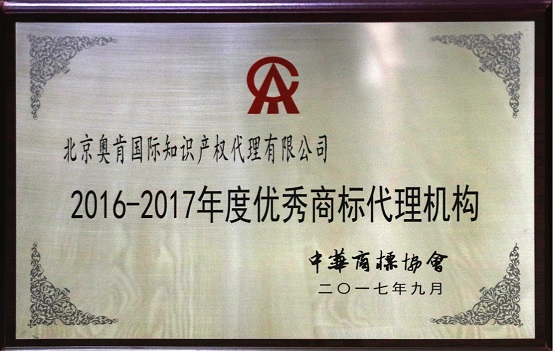 北京奥肯国际知识产权代理有限公司
2016-2017年度优秀商标代理机构
中華商標協會
二〇一七年九月